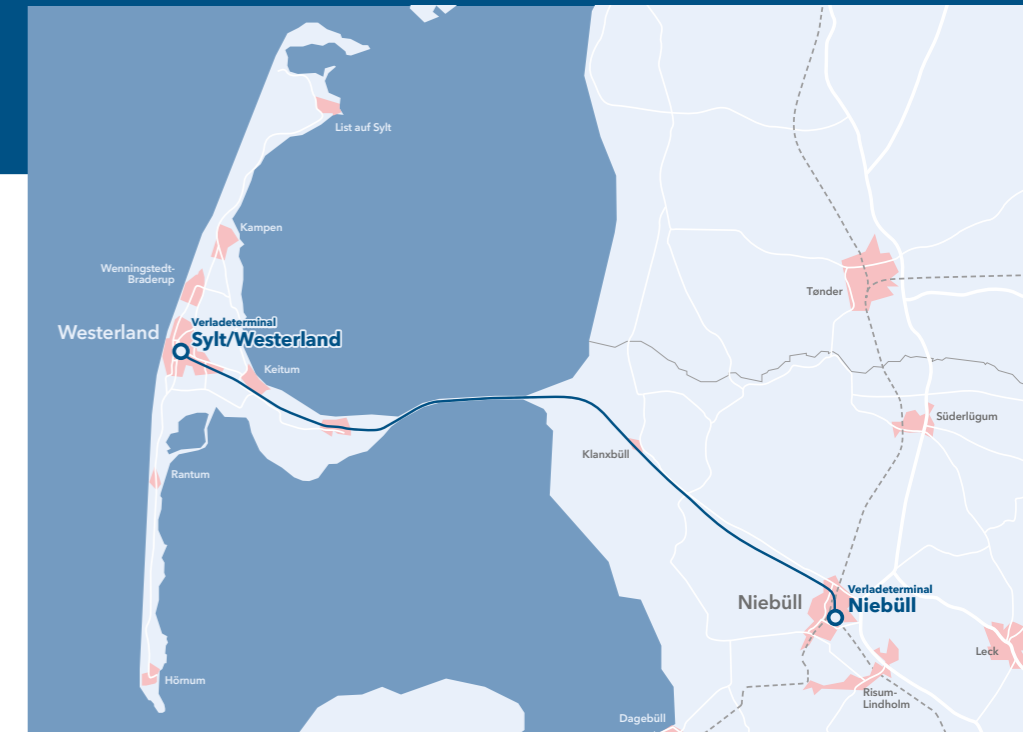 List auf Sylt
Kampen
Wenningstedt-
Braderup
Westerland
Verladeterminal
Sylt/Westerland
Keitum
Rantum
Hörnum
Tønder
Süderlügum
Klanxbüll
Niebüll
Verladeterminal
Niebüll
Leck
Risum-
Lindholm
Dagebüll